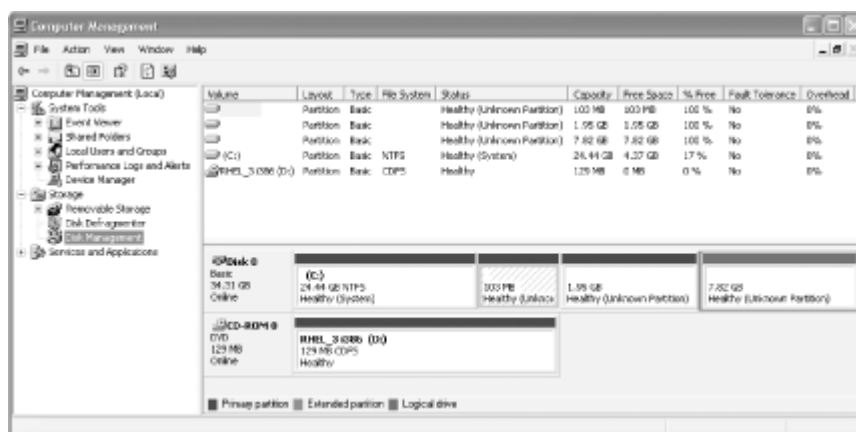 Computer Management
File Action View Window Help
Computer Management (Local)
System Tools
Event Viewer
Shared Folders
Local Users and Groups
Performance Logs and Alerts
Device Manager
Storage
Removable Storage
Disk Defragmenter
Disk Management
Services and Applications
Volume Layout Type File System Status Capacity Free Space % Free Fault Tolerance Overhead
Partition Basic Healthy (Unknown Partition) 103 MB 103 MB 100 % No 0%
Partition Basic Healthy (Unknown Partition) 1.95 GB 1.95 GB 100 % No 0%
Partition Basic Healthy (Unknown Partition) 7.82 GB 7.82 GB 100 % No 0%
(C:) Partition Basic NTFS Healthy (System) 24.44 GB 4.37 GB 17 % No 0%
RHEL_3 i386 (D:) Partition Basic CDFS Healthy 129 MB 0 MB 0 % No 0%
Disk 0
Basic
34.31 GB
Online
(C:)
24.44 GB NTFS
Healthy (System)
103 MB
Healthy (Unknow
1.95 GB
Healthy (Unknown Partition)
7.82 GB
Healthy (Unknown Partition)
CD-ROM 0
DVD
129 MB
Online
RHEL_3 i386 (D:)
129 MB CDFS
Healthy
Primary partition Extended partition Logical drive